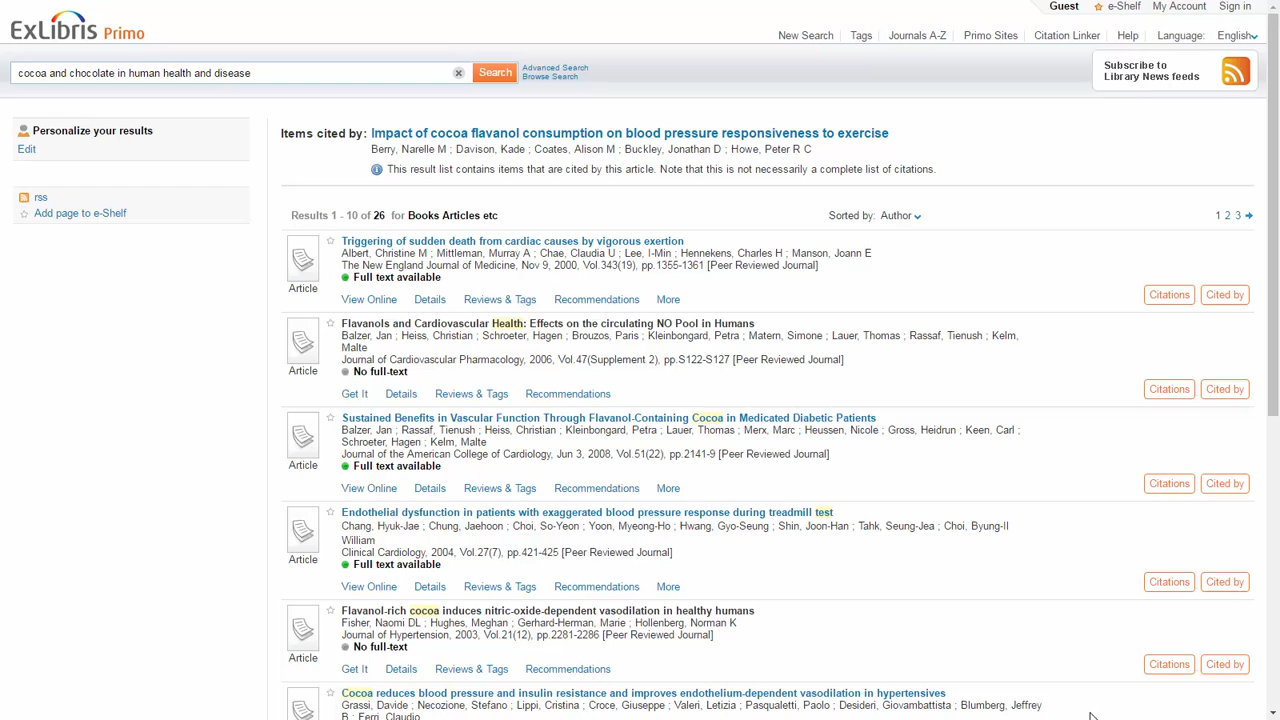 Guest e-Shelf My Account Sign in
ExLibris Primo
New Search Tags Journals A-Z Primo Sites Citation Linker Help Language: English
cocoa and chocolate in human health and disease Search Advanced Search
Browse Search
Subscribe to
Library News feeds
Personalize your results
Edit
rss
Add page to e-Shelf
Items cited by: Impact of cocoa flavanol consumption on blood pressure responsiveness to exercise
Berry, Narelle M ; Davison, Kade ; Coates, Alison M ; Buckley, Jonathan D ; Howe, Peter R C
This result list contains items that are cited by this article. Note that this is not necessarily a complete list of citations.
Results 1 - 10 of 26 for Books Articles etc Sorted by: Author 1 2 3
Triggering of sudden death from cardiac causes by vigorous exertion
Albert, Christine M ; Mittleman, Murray A ; Chae, Claudia U ; Lee, I-Min ; Hennekens, Charles H ; Manson, Joann E
The New England Journal of Medicine, Nov 9, 2000, Vol.343(19), pp.1355-1361 [Peer Reviewed Journal]
Full text available
Article
View Online Details Reviews & Tags Recommendations More Citations Cited by
Flavanols and Cardiovascular Health: Effects on the circulating NO Pool in Humans
Balzer, Jan ; Heiss, Christian ; Schroeter, Hagen ; Brouzos, Paris ; Kleinbongard, Petra ; Matern, Simone ; Lauer, Thomas ; Rassaf, Tienush ; Kelm,
Malte
Journal of Cardiovascular Pharmacology, 2006, Vol.47(Supplement 2), pp.S122-S127 [Peer Reviewed Journal]
No full-text
Article
Get It Details Reviews & Tags Recommendations Citations Cited by
Sustained Benefits in Vascular Function Through Flavanol-Containing Cocoa in Medicated Diabetic Patients
Balzer, Jan ; Rassaf, Tienush ; Heiss, Christian ; Kleinbongard, Petra ; Lauer, Thomas ; Merx, Marc ; Heussen, Nicole ; Gross, Heidrun ; Keen, Carl ;
Schroeter, Hagen ; Kelm, Malte
Journal of the American College of Cardiology, Jun 3, 2008, Vol.51(22), pp.2141-9 [Peer Reviewed Journal]
Full text available
Article
View Online Details Reviews & Tags Recommendations More Citations Cited by
Endothelial dysfunction in patients with exaggerated blood pressure response during treadmill test
Chang, Hyuk-Jae ; Chung, Jaehoon ; Choi, So-Yeon ; Yoon, Myeong-Ho ; Hwang, Gyo-Seung ; Shin, Joon-Han ; Tahk, Seung-Jea ; Choi, Byung-Il
William
Clinical Cardiology, 2004, Vol.27(7), pp.421-425 [Peer Reviewed Journal]
Full text available
Article
View Online Details Reviews & Tags Recommendations More Citations Cited by
Flavanol-rich cocoa induces nitric-oxide-dependent vasodilation in healthy humans
Fisher, Naomi DL ; Hughes, Meghan ; Gerhard-Herman, Marie ; Hollenberg, Norman K
Journal of Hypertension, 2003, Vol.21(12), pp.2281-2286 [Peer Reviewed Journal]
No full-text
Article
Get It Details Reviews & Tags Recommendations Citations Cited by
Cocoa reduces blood pressure and insulin resistance and improves endothelium-dependent vasodilation in hypertensives
Grassi, Davide ; Necozione, Stefano ; Lippi, Cristina ; Croce, Giuseppe ; Valeri, Letizia ; Pasqualetti, Paolo ; Desideri, Giovambattista ; Blumberg, Jeffrey
B ; Ferri, Claudio